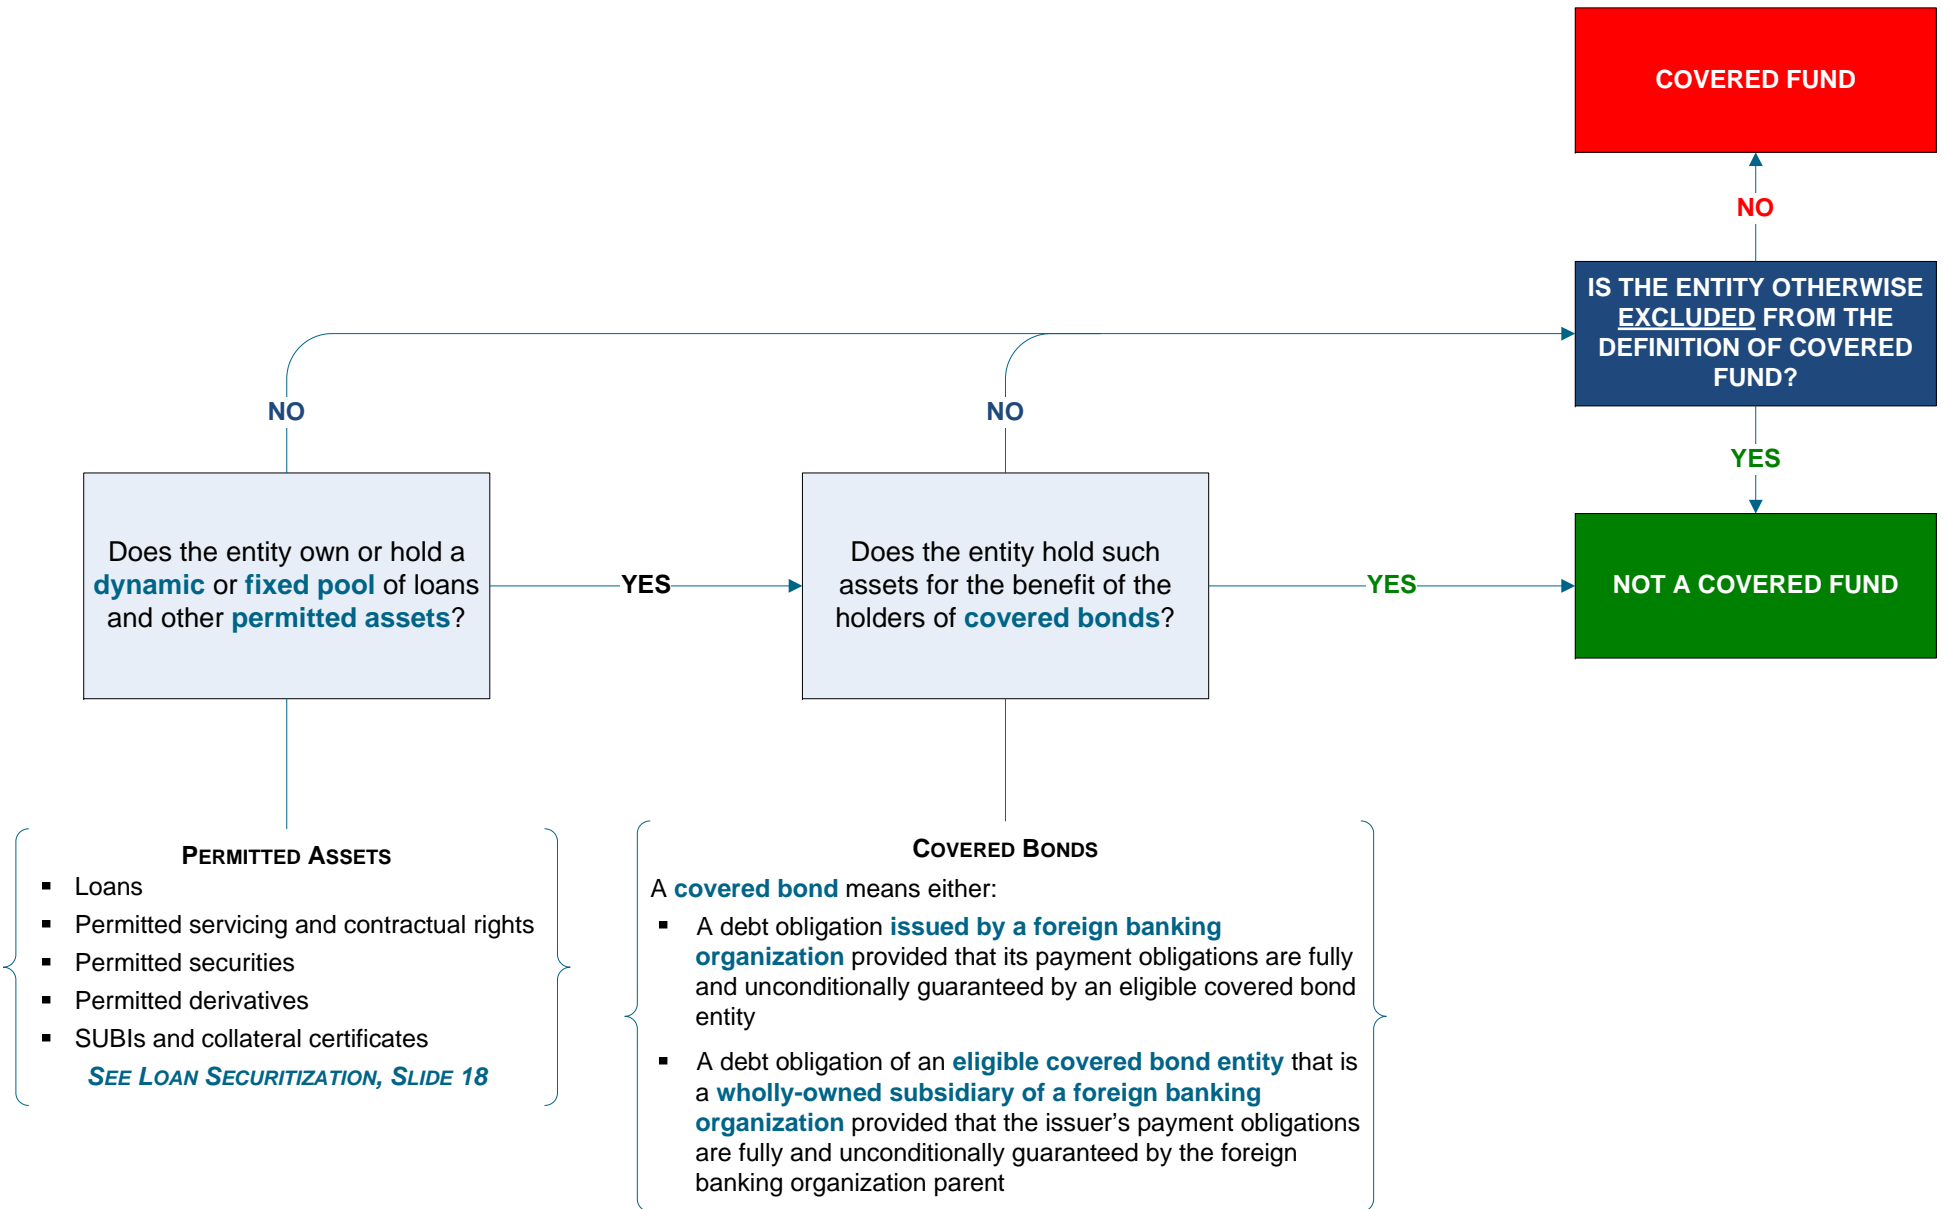 COVERED FUND
NO
IS THE ENTITY OTHERWISE
EXCLUDED FROM THE
DEFINITION OF COVERED
FUND?
NO
NO
YES
Does the entity own or hold a
dynamic or fixed pool of loans
and other permitted assets?
YES
Does the entity hold such
assets for the benefit of the
holders of covered bonds?
YES
NOT A COVERED FUND
PERMITTED ASSETS
▪ Loans
▪ Permitted servicing and contractual rights
▪ Permitted securities
▪ Permitted derivatives
▪ SUBIs and collateral certificates
SEE LOAN SECURITIZATION, SLIDE 18
COVERED BONDS
A covered bond means either:
▪ A debt obligation issued by a foreign banking
organization provided that its payment obligations are fully
and unconditionally guaranteed by an eligible covered bond
entity
▪ A debt obligation of an eligible covered bond entity that is
a wholly-owned subsidiary of a foreign banking
organization provided that the issuer’s payment obligations
are fully and unconditionally guaranteed by the foreign
banking organization parent